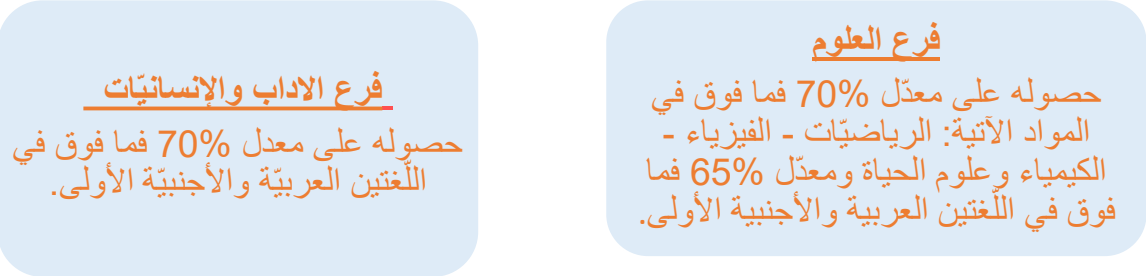 فرع العلوم
حصوله على معدّل 70% فما فوق في
المواد الآتية: الرياضيّات - الفيزياء -
الكيمياء وعلوم الحياة ومعدّل 65% فما
فوق في اللّغتين العربية والأجنبية الأولى.
فرع الاداب والإنسانيّات
حصوله على معدل 70% فما فوق في
اللّغتين العربيّة والأجنبيّة الأولى.